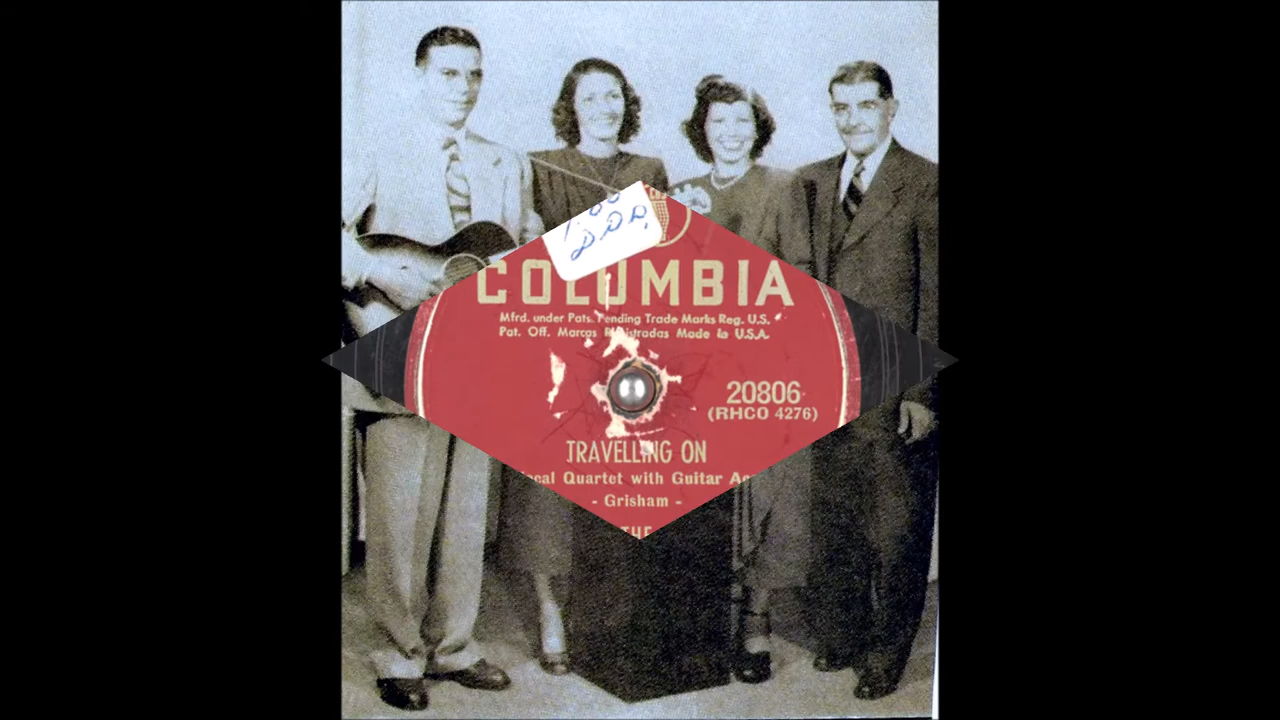 D.D.D.
COLUMBIA
Mfrd. under Pats. Pending Trade Marks Reg. U.S.
Pat. Off. Marcas Registradas Made in U.S.A.
20806
(RHCO 4276)
TRAVELLING ON
Vocal Quartet with Guitar
- Grisham -
THE